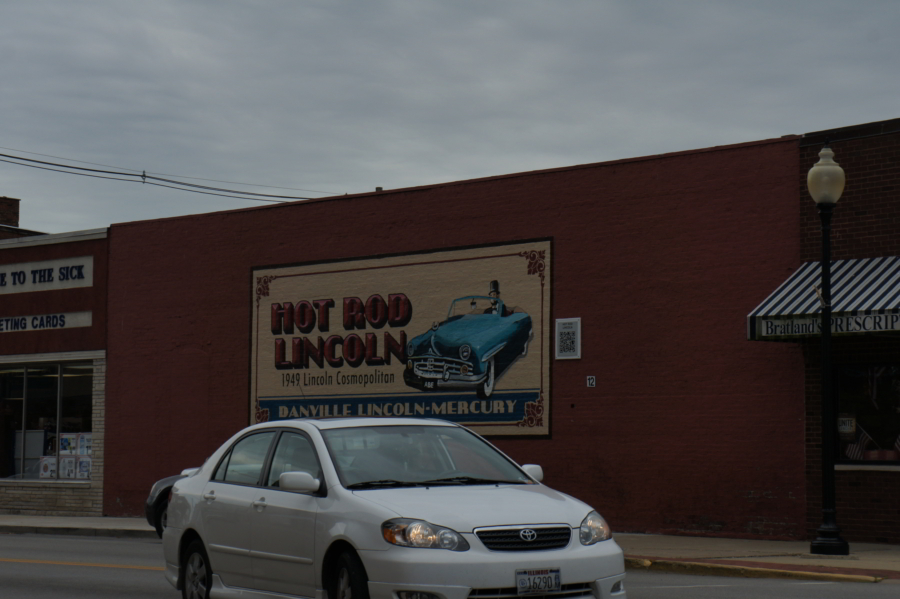 E TO THE SICK
ETING CARDS
HOT ROD
LINCOLN
1949 Lincoln Cosmopolitan
DANVILLE LINCOLN-MERCURY
12
Bratland's PRESCRIP
16290